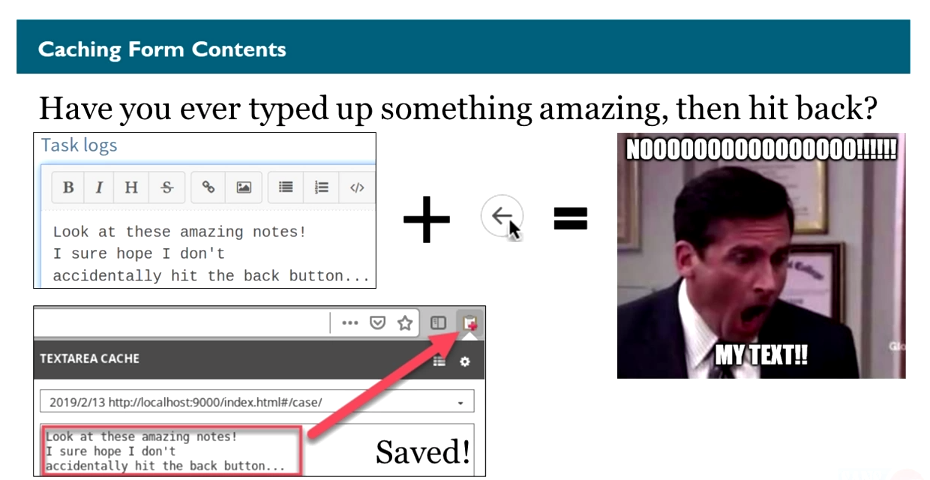 Caching Form Contents
Have you ever typed up something amazing, then hit back?
Task logs
B I H S </>
Look at these amazing notes!
I sure hope I don't
accidentally hit the back button...
NOOOOOOOOOOOOOOOOO!!!!!!
MY TEXT!!
TEXTAREA CACHE
2019/2/13 http://localhost:9000/index.html#/case/
Look at these amazing notes!
I sure hope I don't
accidentally hit the back button...
Saved!